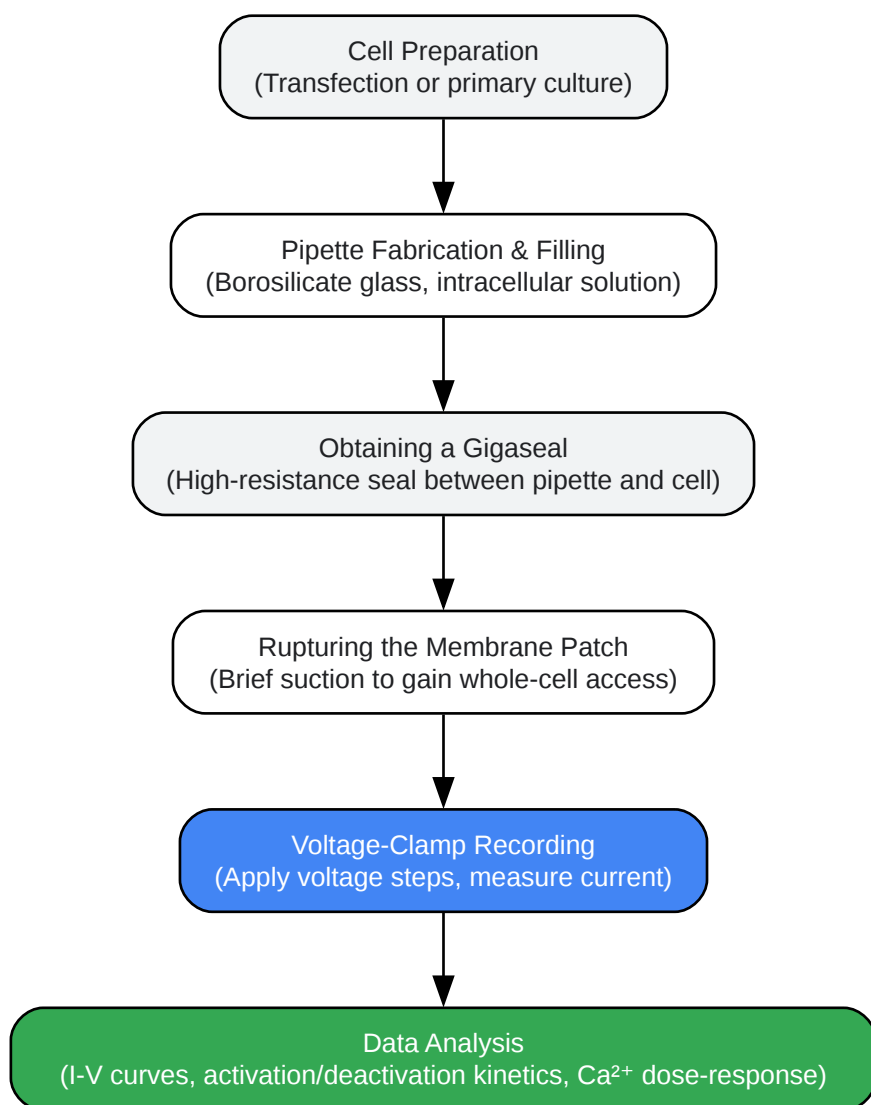 Cell Preparation
(Transfection or primary culture)
Pipette Fabrication & Filling
(Borosilicate glass, intracellular solution)
Obtaining a Gigaseal
(High-resistance seal between pipette and cell)
Rupturing the Membrane Patch
(Brief suction to gain whole-cell access)
Voltage-Clamp Recording
(Apply voltage steps, measure current)
Data Analysis
(I-V curves, activation/deactivation kinetics, Ca²⁺ dose-response)